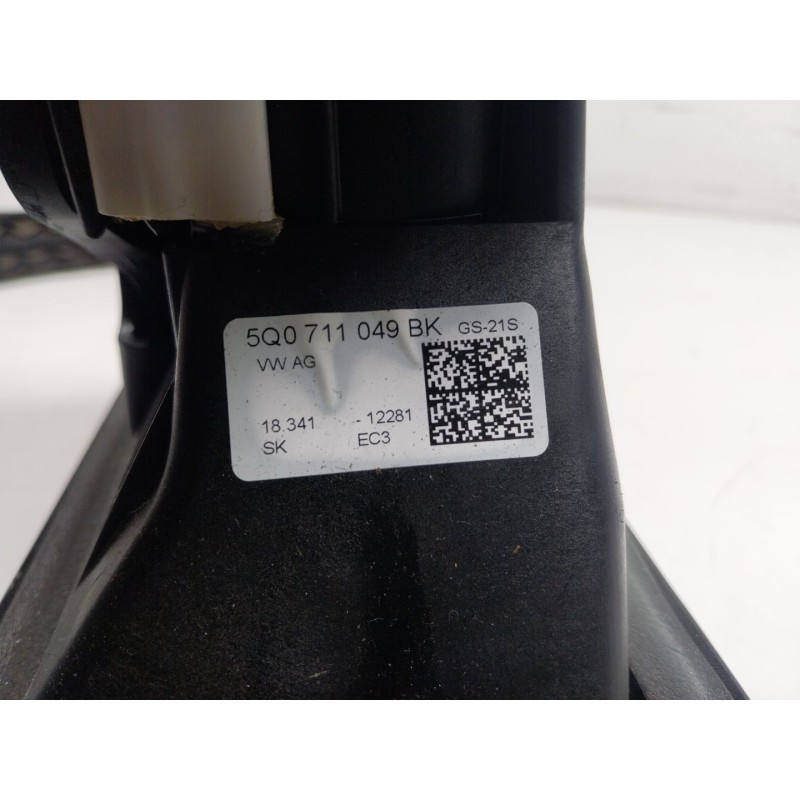 5Q0 711 049 BK GS-21S
VW AG
18.341 - 12281
SK EC3